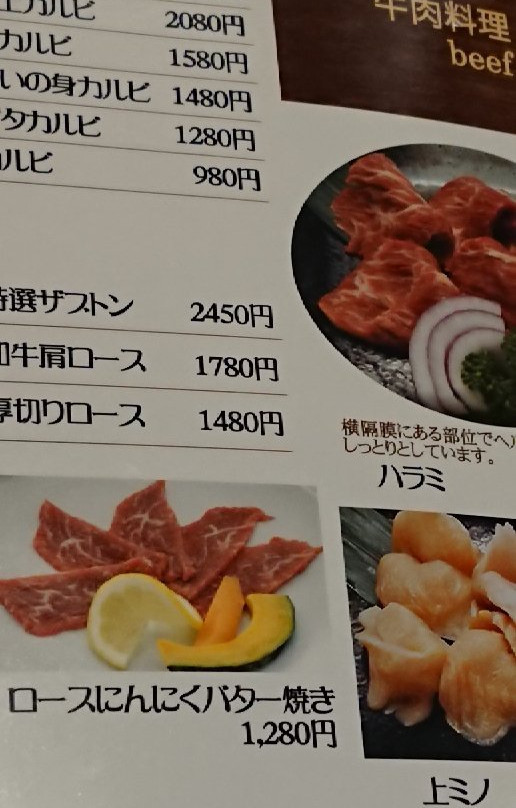 カルビ 2080円
カルビ 1580円
いの身カルビ 1480円
タカルビ 1280円
ルビ 980円
特選ザブトン 2450円
和牛肩ロース 1780円
厚切りロース 1480円
ロースにんにくバター焼き
1,280円
牛肉料理
beef
横隔膜にある部位でヘル
しっとりとしています。
ハラミ
上ミノ